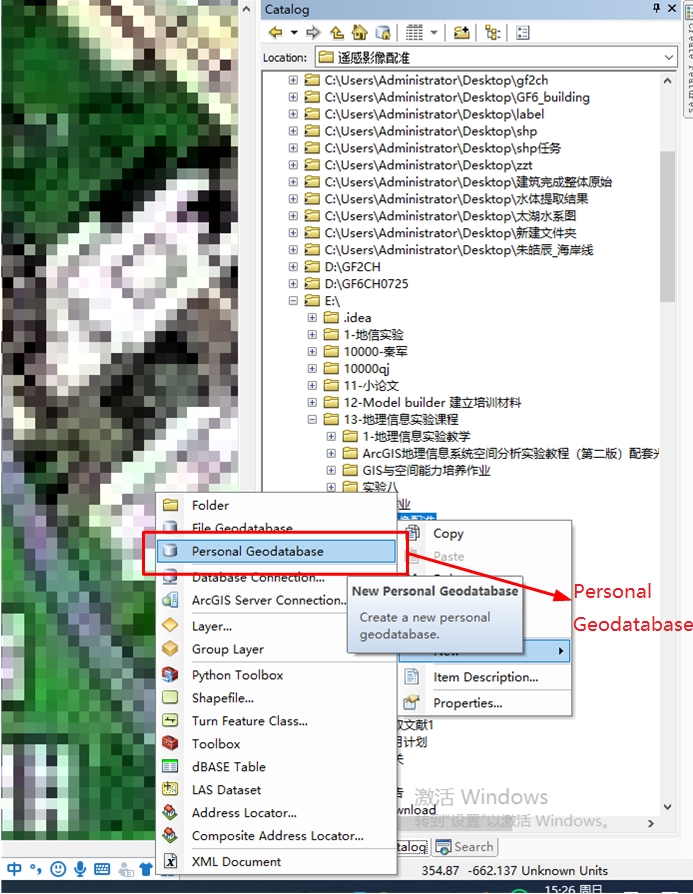 Catalog
Location: 遥感影像配准
C:\Users\Administrator\Desktop\gf2ch
C:\Users\Administrator\Desktop\GF6_building
C:\Users\Administrator\Desktop\label
C:\Users\Administrator\Desktop\shp
C:\Users\Administrator\Desktop\shp任务
C:\Users\Administrator\Desktop\zzt
C:\Users\Administrator\Desktop\建筑完成整体原始
C:\Users\Administrator\Desktop\水体提取结果
C:\Users\Administrator\Desktop\太湖水系图
C:\Users\Administrator\Desktop\新建文件夹
C:\Users\Administrator\Desktop\朱皓辰_海岸线
D:\GF2CH
D:\GF6CH0725
E:\
.idea
1-地信实验
10000-秦军
10000qj
11-小论文
12-Model builder 建立培训材料
13-地理信息实验课程
1-地理信息实验教学
ArcGIS地理信息系统空间分析实验教程（第二版）配套光
GIS与空间能力培养作业
实验八
业
Folder
File Geodatabase
Personal Geodatabase
Database Connection...
ArcGIS Server Connection...
Layer...
Group Layer
Python Toolbox
Shapefile...
Turn Feature Class...
Toolbox
dBASE Table
LAS Dataset
Address Locator...
Composite Address Locator...
XML Document
Copy
Paste
New Personal Geodatabase
Create a new personal
geodatabase.
New
Item Description...
Properties...
Personal
Geodatabase
文献1
计划
激活 Windows
转到"设置"以激活 Windows。
wnload
Search
中
354.87 -662.137 Unknown Units
15:26 周日